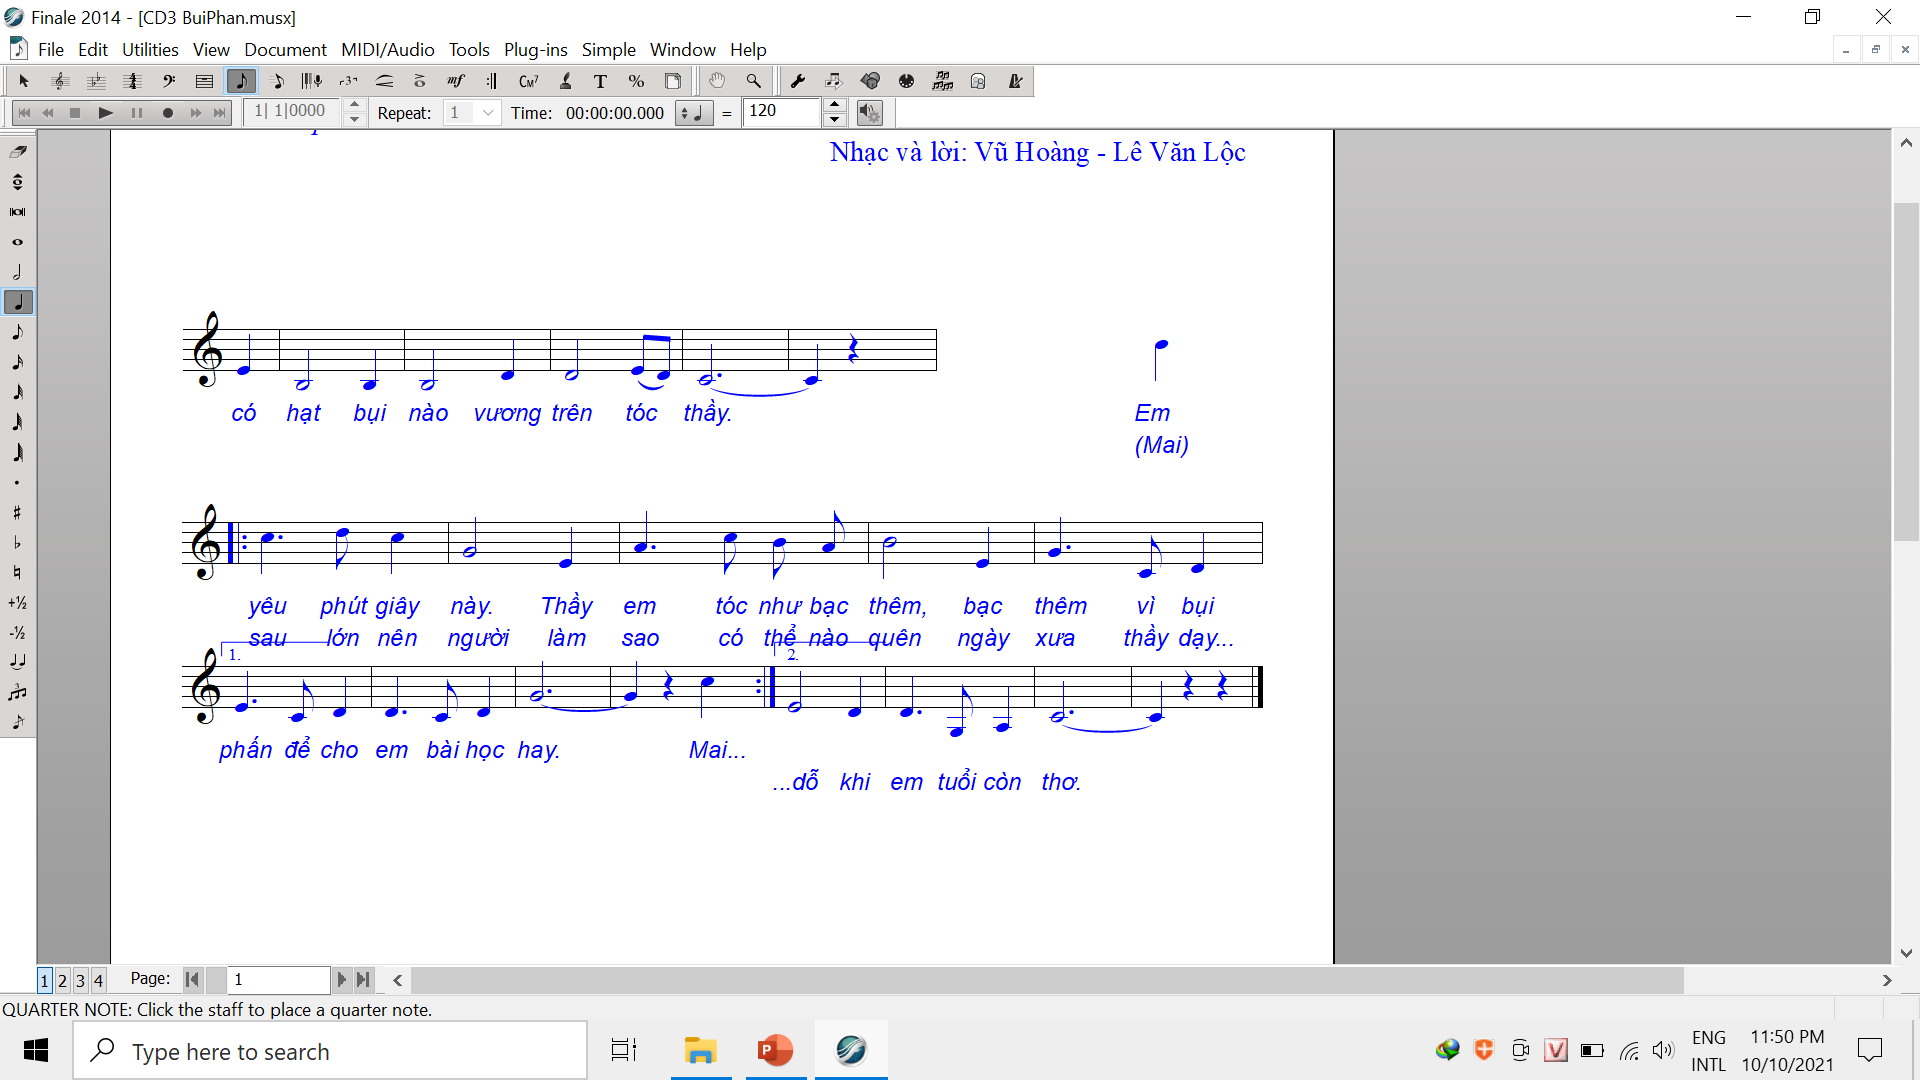 Finale 2014 - [CD3 BuiPhan.musx]
File Edit Utilities View Document MIDI/Audio Tools Plug-ins Simple Window Help
1| 1|0000 Repeat: 1 Time: 00:00:00.000 = 120
Nhạc và lời: Vũ Hoàng - Lê Văn Lộc
có hạt bụi nào vương trên tóc thầy. Em
(Mai)
yêu phút giây này. Thầy em tóc như bạc thêm, bạc thêm vì bụi
sau lớn nên người làm sao có thể nào quên ngày xưa thầy dạy...
1. 2.
phấn để cho em bài học hay. Mai...
...dỗ khi em tuổi còn thơ.
1 2 3 4 Page: 1
QUARTER NOTE: Click the staff to place a quarter note.
Type here to search
ENG 11:50 PM
INTL 10/10/2021